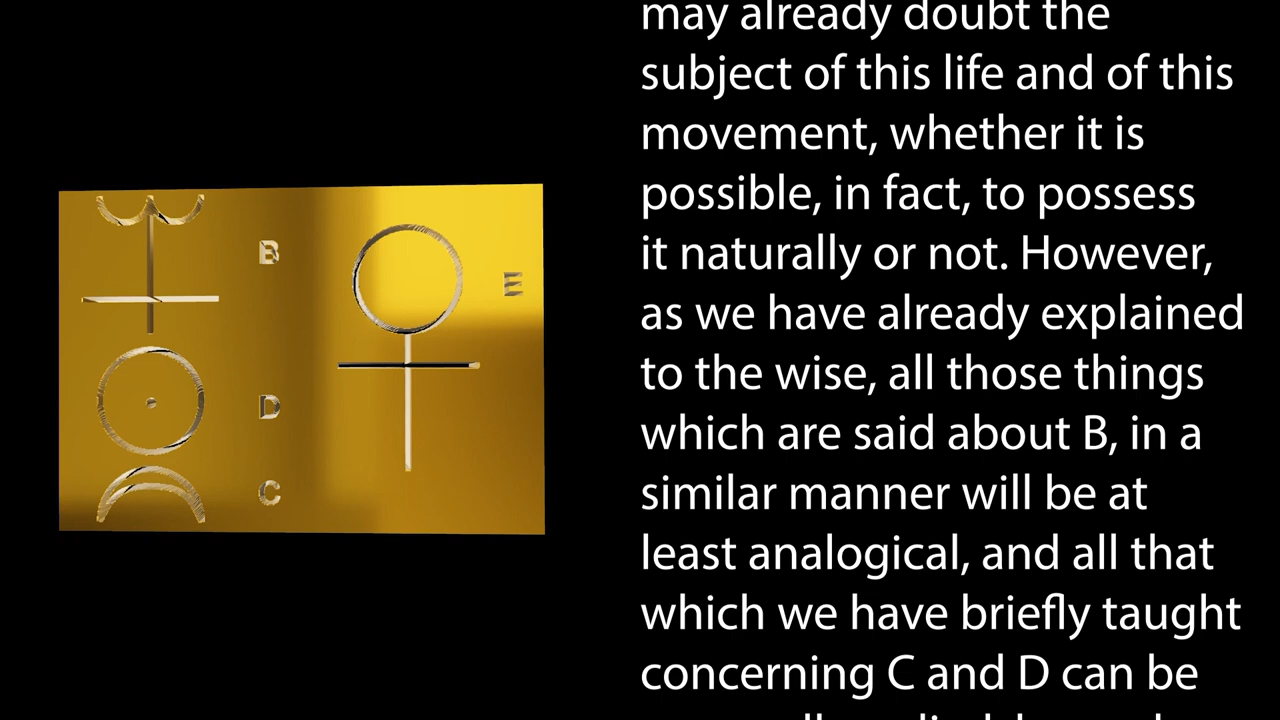 B
E
D
C
may already doubt the
subject of this life and of this
movement, whether it is
possible, in fact, to possess
it naturally or not. However,
as we have already explained
to the wise, all those things
which are said about B, in a
similar manner will be at
least analogical, and all that
which we have briefly taught
concerning C and D can be